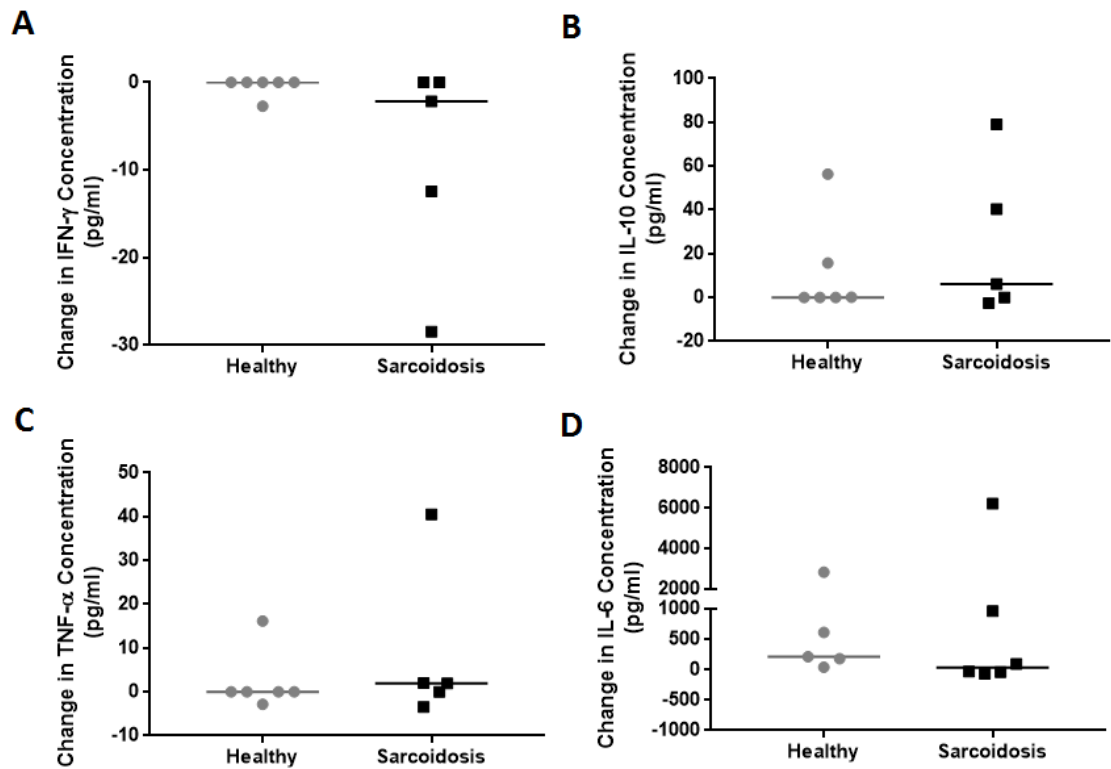 A
Change in IFN-γ Concentration
(pg/ml)
0
-10
-20
-30
Healthy
Sarcoidosis
B
Change in IL-10 Concentration
(pg/ml)
100
80
60
40
20
0
-20
Healthy
Sarcoidosis
C
Change in TNF-α Concentration
(pg/ml)
50
40
30
20
10
0
-10
Healthy
Sarcoidosis
D
Change in IL-6 Concentration
(pg/ml)
8000
6000
4000
2000
1000
500
0
-500
-1000
Healthy
Sarcoidosis